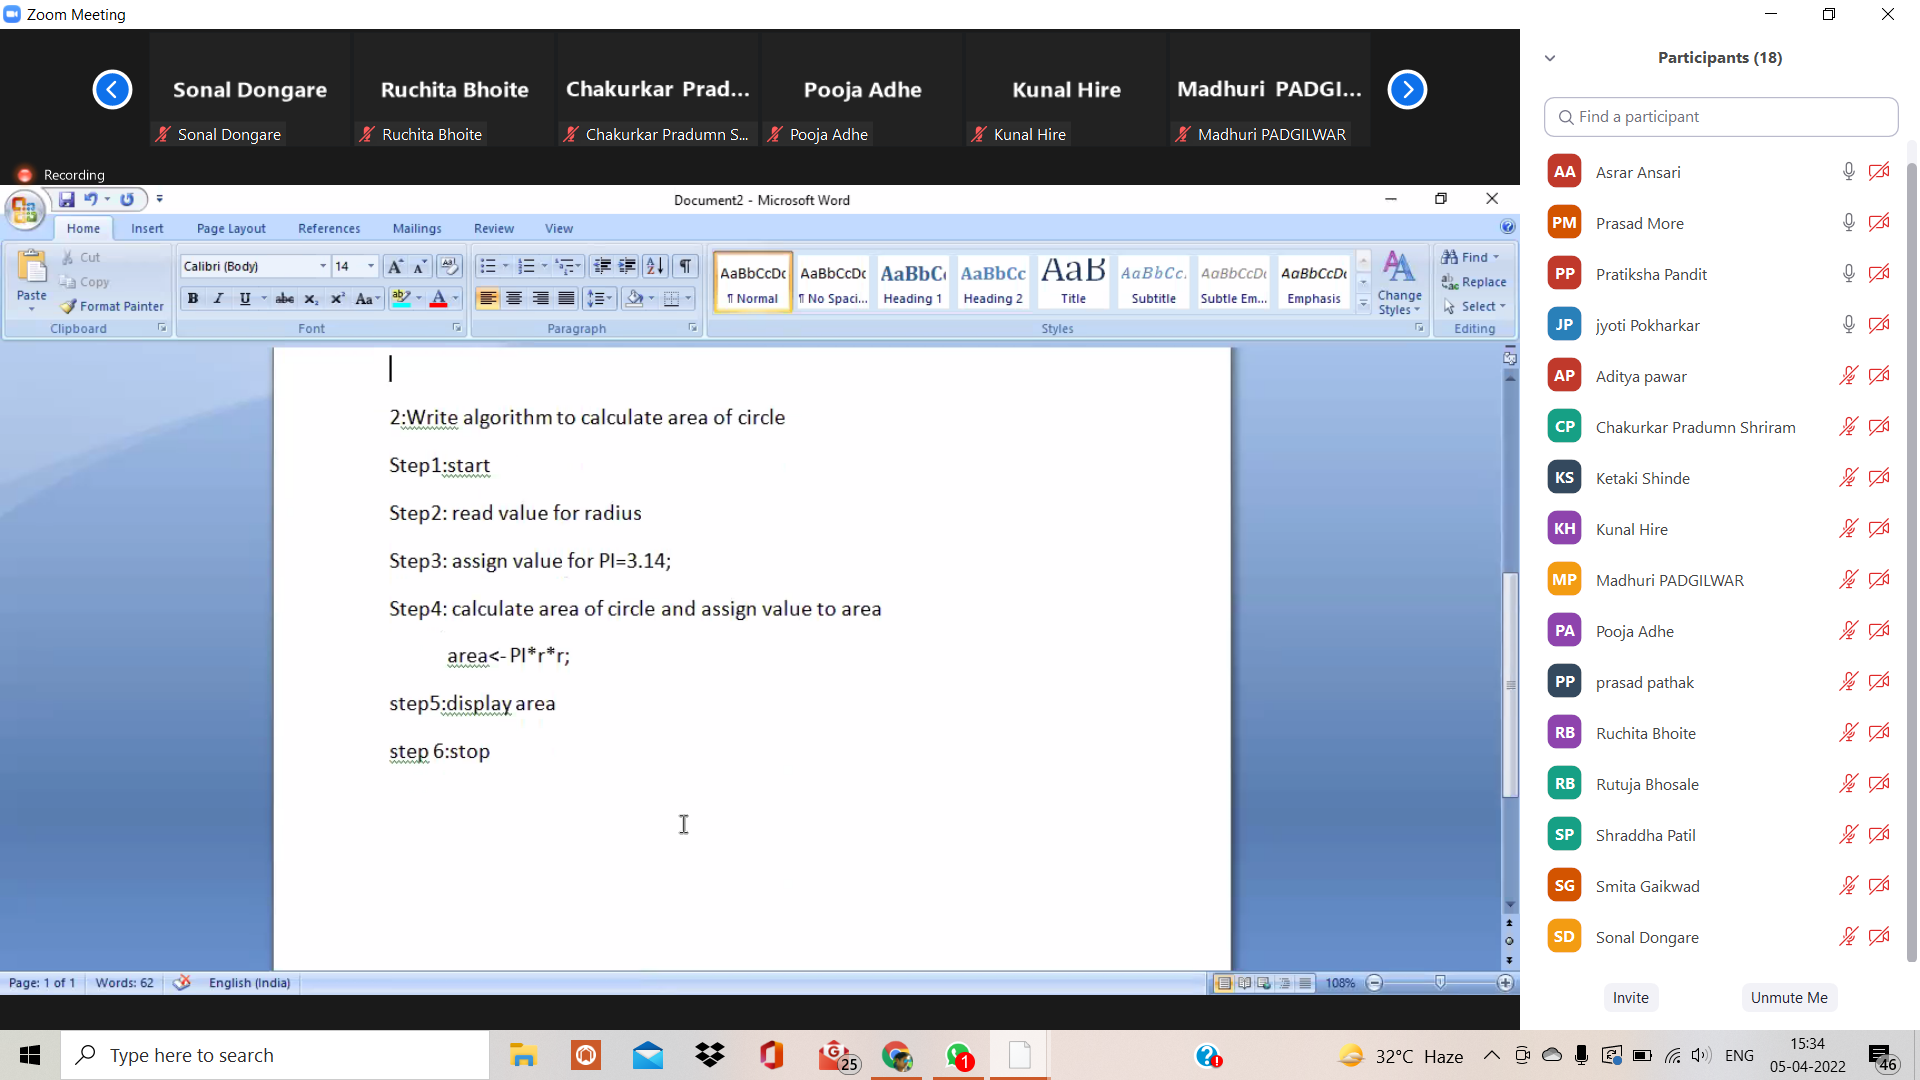 Zoom Meeting
Sonal Dongare
Ruchita Bhoite
Chakurkar Prad...
Pooja Adhe
Kunal Hire
Madhuri PADGI...
Sonal Dongare
Ruchita Bhoite
Chakurkar Pradumn S...
Pooja Adhe
Kunal Hire
Madhuri PADGILWAR
Recording
Document2 - Microsoft Word
Home Insert Page Layout References Mailings Review View
Paste
Cut
Copy
Format Painter
Clipboard
Calibri (Body) 14
B I U abc x₂ x² Aa
Font
Paragraph
AaBbCcDc AaBbCcDc AaBbC AaBbCc AaB AaBbCc. AaBbCcDc AaBbCcDc
¶ Normal ¶ No Spaci... Heading 1 Heading 2 Title Subtitle Subtle Em... Emphasis
Change Styles
Styles
Find
Replace
Select
Editing
2:Write algorithm to calculate area of circle
Step1:start
Step2: read value for radius
Step3: assign value for PI=3.14;
Step4: calculate area of circle and assign value to area
area<- PI*r*r;
step5:display area
step 6:stop
Page: 1 of 1 Words: 62 English (India) 108%
Participants (18)
Find a participant
AA Asrar Ansari
PM Prasad More
PP Pratiksha Pandit
JP jyoti Pokharkar
AP Aditya pawar
CP Chakurkar Pradumn Shriram
KS Ketaki Shinde
KH Kunal Hire
MP Madhuri PADGILWAR
PA Pooja Adhe
PP prasad pathak
RB Ruchita Bhoite
RB Rutuja Bhosale
SP Shraddha Patil
SG Smita Gaikwad
SD Sonal Dongare
Invite Unmute Me
Type here to search
25
1
32°C Haze
ENG
15:34
05-04-2022
46